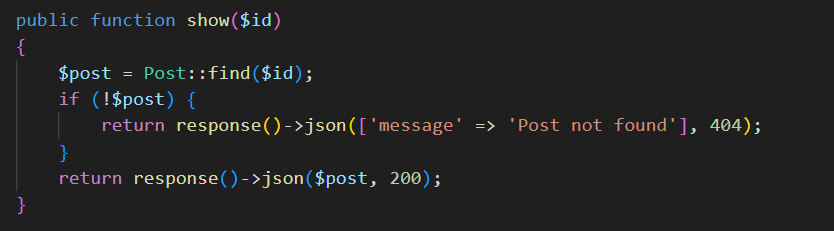 public function show($id)
{
    $post = Post::find($id);
    if (!$post) {
        return response()->json(['message' => 'Post not found'], 404);
    }
    return response()->json($post, 200);
}